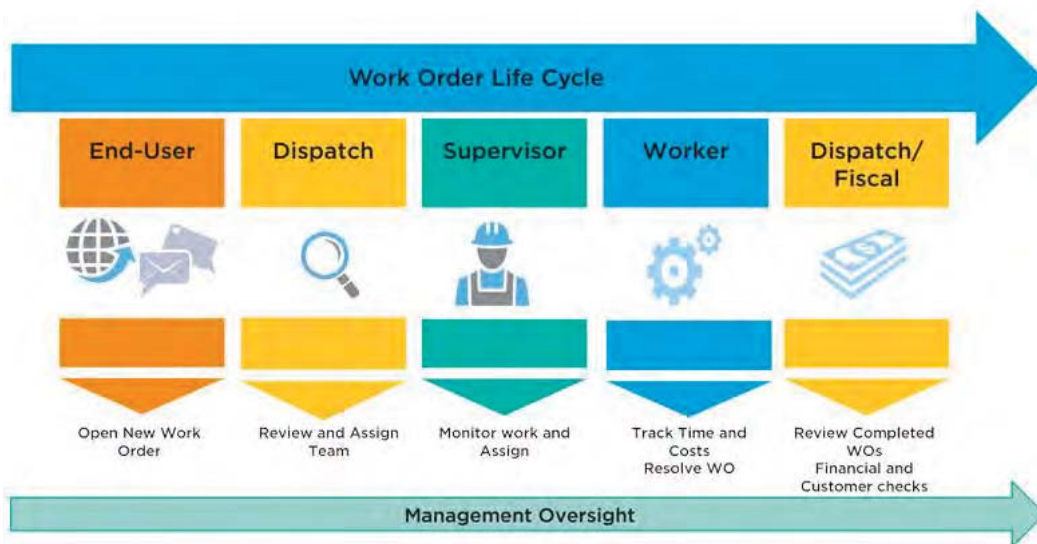 Work Order Life Cycle
End-User
Dispatch
Supervisor
Worker
Dispatch/
Fiscal
$
Open New Work
Order
Review and Assign
Team
Monitor work and
Assign
Track Time and
Costs
Resolve WO
Review Completed
WOs
Financial and
Customer checks
Management Oversight